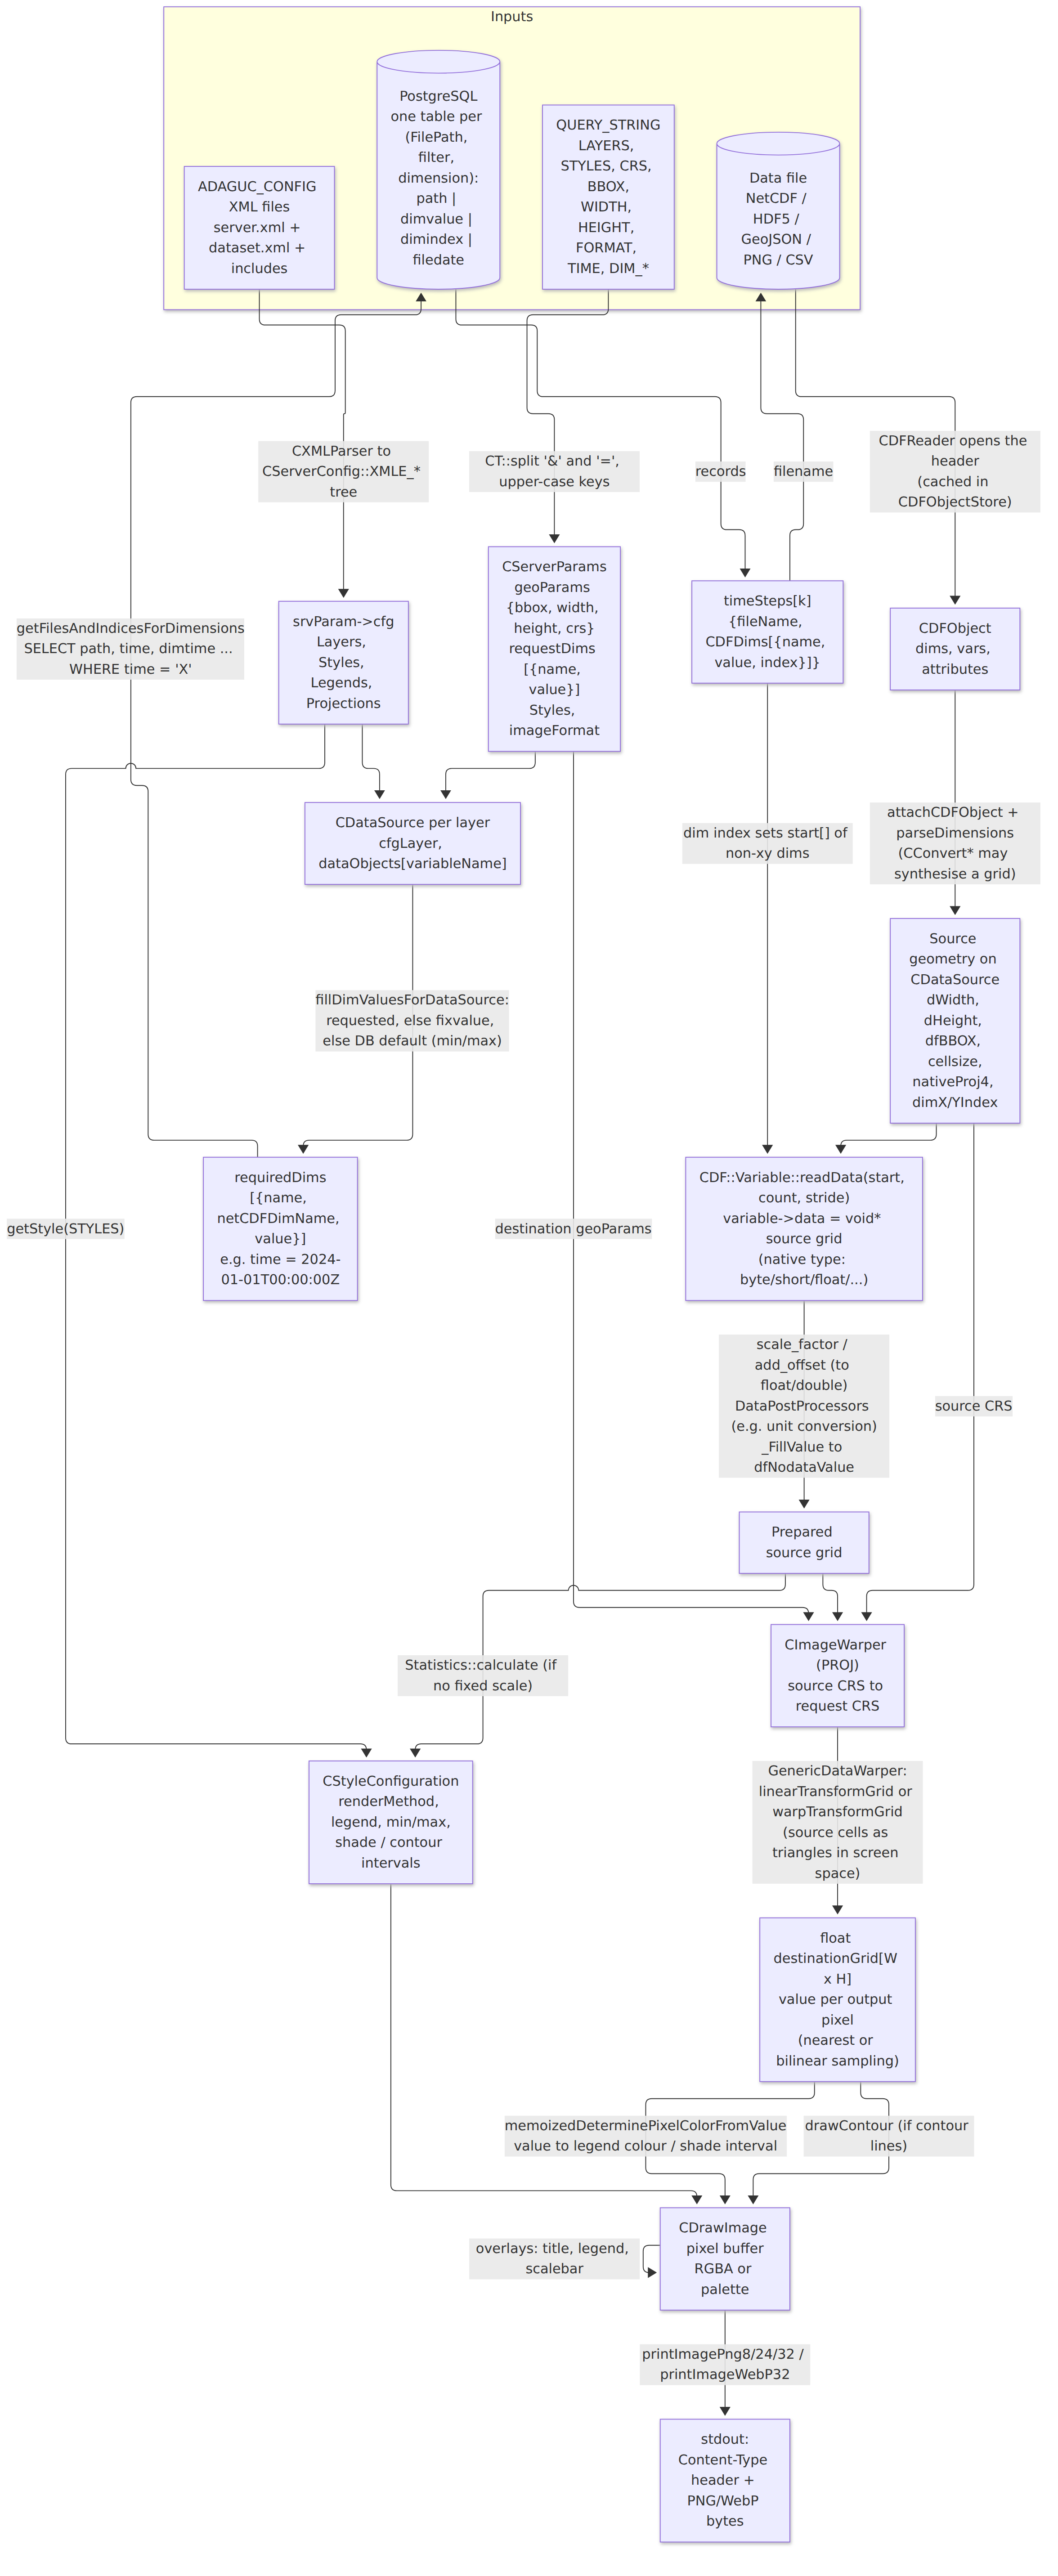 Inputs
PostgreSQL
one table per
(FilePath,
filter,
dimension):
path |
dimvalue |
dimindex |
filedate
QUERY_STRING
LAYERS,
STYLES, CRS,
BBOX,
WIDTH,
HEIGHT,
FORMAT,
TIME, DIM_*
Data file
NetCDF /
HDF5 /
GeoJSON /
PNG / CSV
ADAGUC_CONFIG
XML files
server.xml +
dataset.xml +
includes
CXMLParser to
CServerConfig::XMLE_*
tree
CT::split '&' and '=',
upper-case keys
records
filename
CDFReader opens the
header
(cached in
CDFObjectStore)
getFilesAndIndicesForDimensions
SELECT path, time, dimtime ...
WHERE time = 'X'
srvParam->cfg
Layers,
Styles,
Legends,
Projections
CServerParams
geoParams
{bbox, width,
height, crs}
requestDims
[{name,
value}]
Styles,
imageFormat
timeSteps[k]
{fileName,
CDFDims[{name,
value, index}]}
CDFObject
dims, vars,
attributes
CDataSource per layer
cfgLayer,
dataObjects[variableName]
dim index sets start[] of
non-xy dims
attachCDFObject +
parseDimensions
(CConvert* may
synthesise a grid)
fillDimValuesForDataSource:
requested, else fixvalue,
else DB default (min/max)
Source
geometry on
CDataSource
dWidth,
dHeight,
dfBBOX,
cellsize,
nativeProj4,
dimX/YIndex
getStyle(STYLES)
requiredDims
[{name,
netCDFDimName,
value}]
e.g. time = 2024-
01-01T00:00:00Z
destination geoParams
CDF::Variable::readData(start,
count, stride)
variable->data = void*
source grid
(native type:
byte/short/float/...)
scale_factor /
add_offset (to
float/double)
DataPostProcessors
(e.g. unit conversion)
_FillValue to
dfNodataValue
source CRS
Prepared
source grid
Statistics::calculate (if
no fixed scale)
CImageWarper
(PROJ)
source CRS to
request CRS
CStyleConfiguration
renderMethod,
legend, min/max,
shade / contour
intervals
GenericDataWarper:
linearTransformGrid or
warpTransformGrid
(source cells as
triangles in screen
space)
float
destinationGrid[W
x H]
value per output
pixel
(nearest or
bilinear sampling)
memoizedDeterminePixelColorFromValue
value to legend colour / shade interval
drawContour (if contour
lines)
overlays: title, legend,
scalebar
CDrawImage
pixel buffer
RGBA or
palette
printImagePng8/24/32 /
printImageWebP32
stdout:
Content-Type
header +
PNG/WebP
bytes